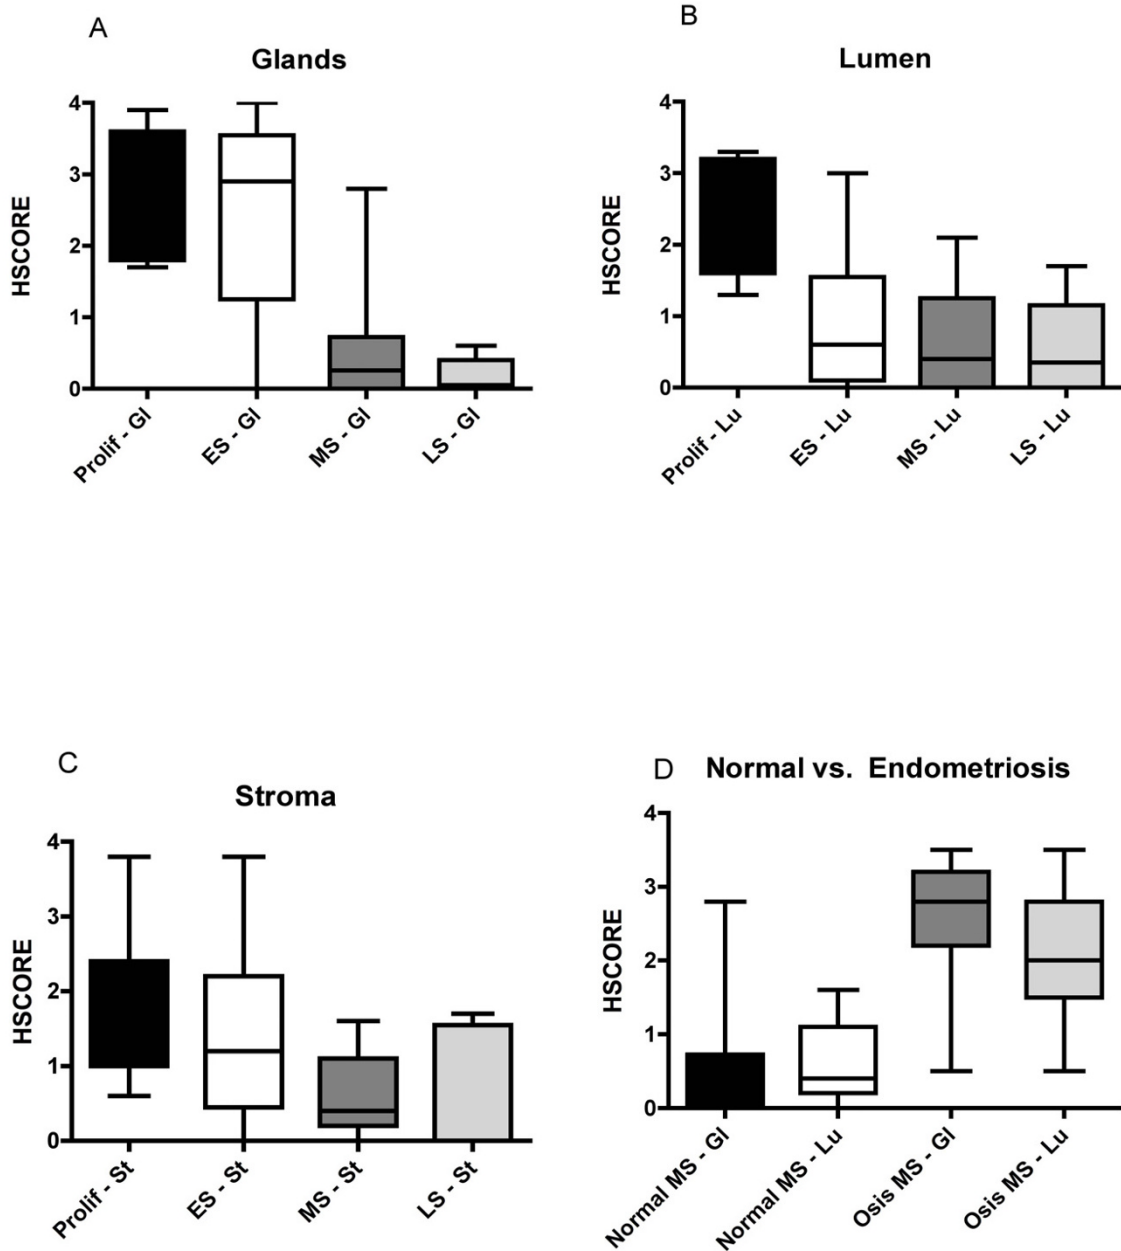 A
Glands
HSCORE
4
3
2
1
0
Prolif - Gl
ES - Gl
MS - Gl
LS - Gl
B
Lumen
HSCORE
4
3
2
1
0
Prolif - Lu
ES - Lu
MS - Lu
LS - Lu
C
Stroma
HSCORE
4
3
2
1
0
Prolif - St
ES - St
MS - St
LS - St
D
Normal vs. Endometriosis
HSCORE
4
3
2
1
0
Normal MS - Gl
Normal MS - Lu
Osis MS - Gl
Osis MS - Lu